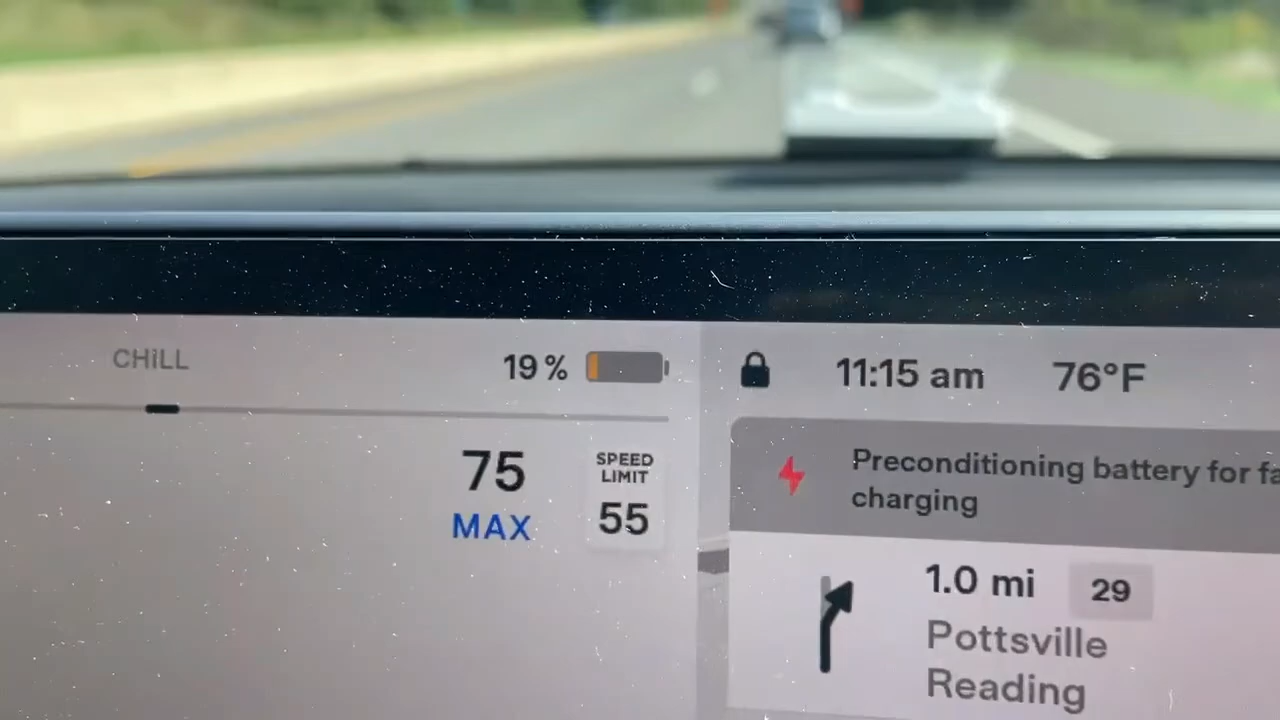 CHILL
19 %
11:15 am
76°F
75
MAX
SPEED
LIMIT
55
Preconditioning battery for
charging
1.0 mi
29
Pottsville
Reading